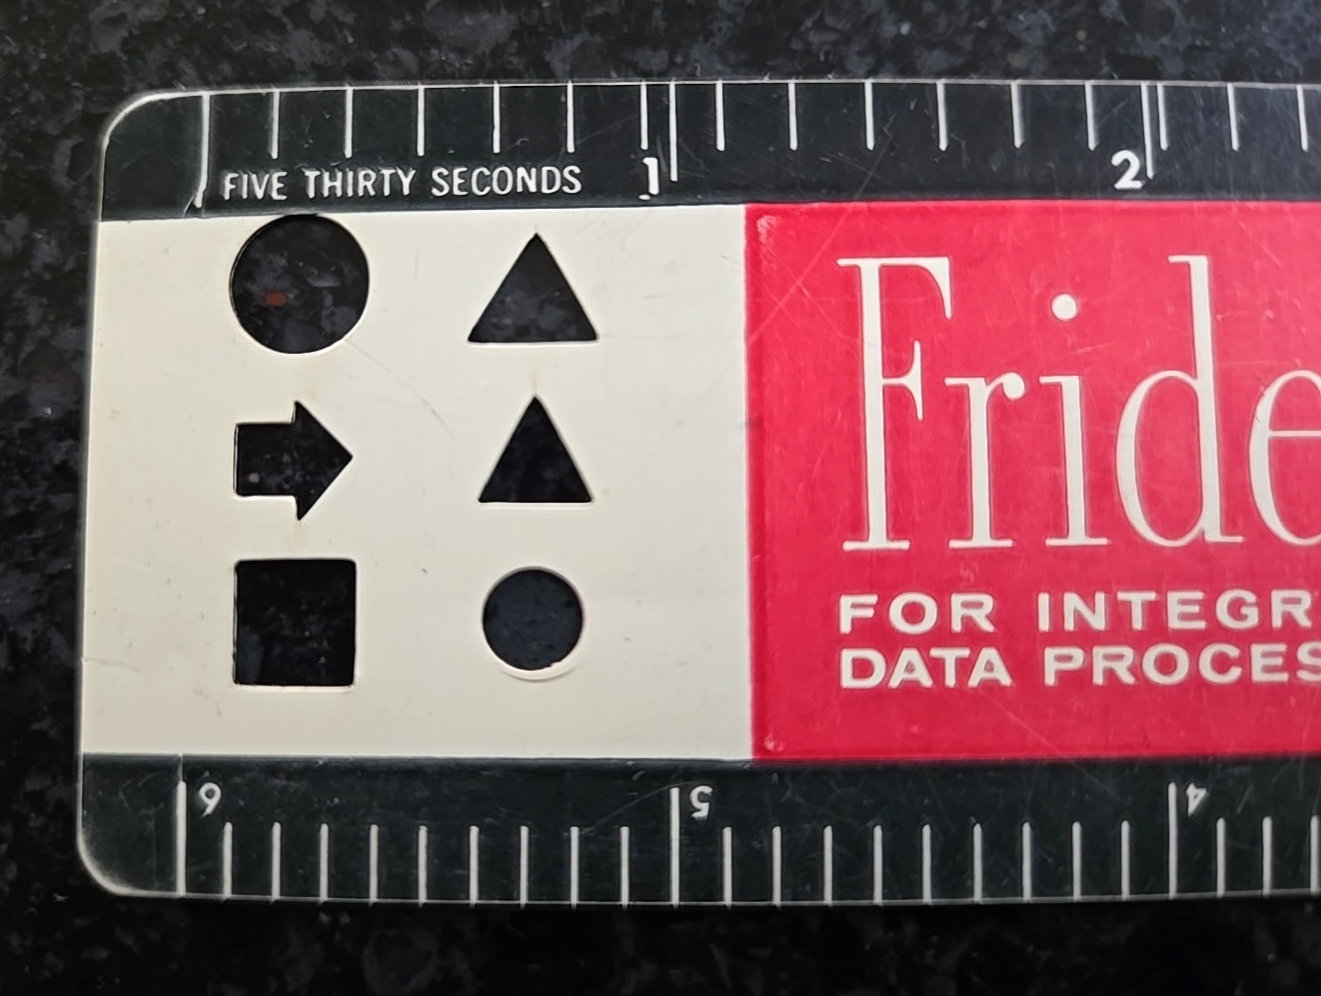 FIVE THIRTY SECONDS 1 2
Fride
FOR INTEGR
DATA PROCES
6 5 4